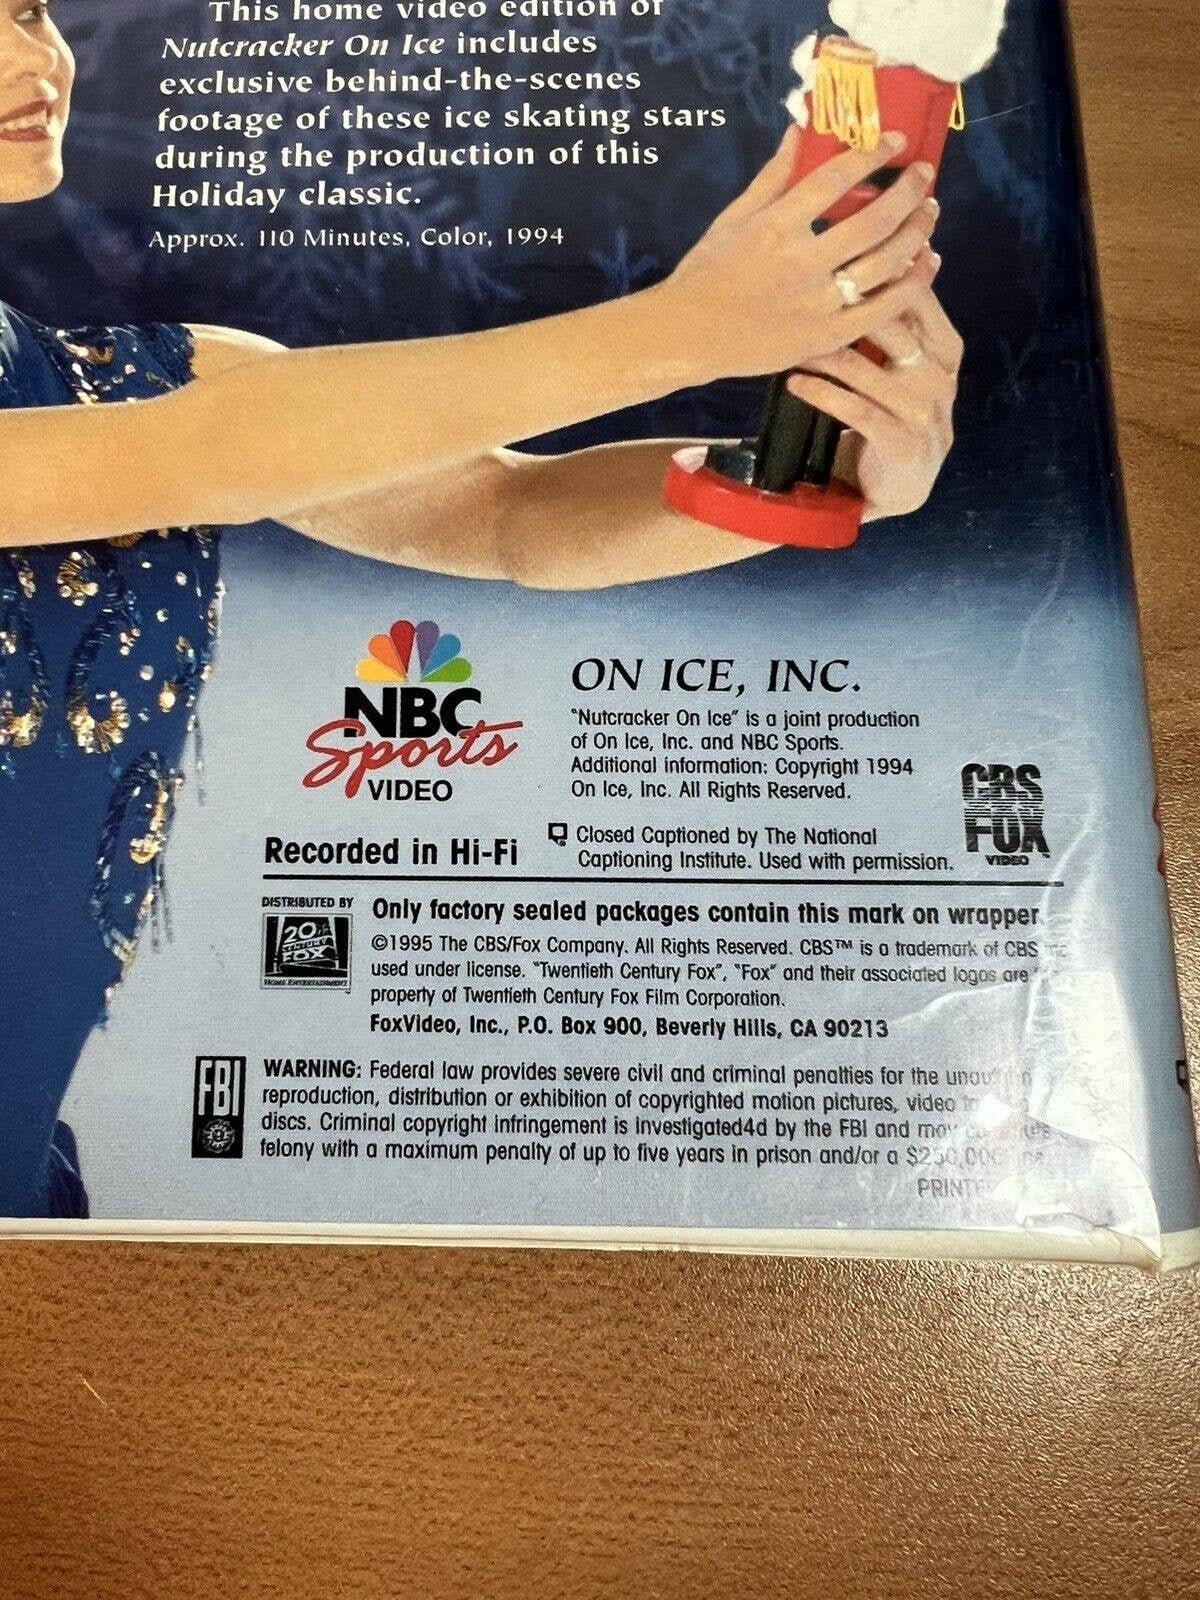 This home video edition of
Nutcracker On Ice includes
exclusive behind-the-scenes
footage of these ice skating stars
during the production of this
Holiday classic.
Approx. 110 Minutes, Color, 1994
NBC
Sports
VIDEO
ON ICE, INC.
"Nutcracker On Ice" is a joint production
of On Ice, Inc. and NBC Sports.
Additional information: Copyright 1994
On Ice, Inc. All Rights Reserved.
CBS
FOX
VIDEO
Recorded in Hi-Fi
Closed Captioned by The National
Captioning Institute. Used with permission.
DISTRIBUTED BY
20th
CENTURY
FOX
HOME ENTERTAINMENT
Only factory sealed packages contain this mark on wrapper
©1995 The CBS/Fox Company. All Rights Reserved. CBS™ is a trademark of CBS
used under license. "Twentieth Century Fox", "Fox" and their associated logos are
property of Twentieth Century Fox Film Corporation.
FoxVideo, Inc., P.O. Box 900, Beverly Hills, CA 90213
FBI
WARNING: Federal law provides severe civil and criminal penalties for the
reproduction, distribution or exhibition of copyrighted motion pictures, video
discs. Criminal copyright infringement is investigated4d by the FBI and may
felony with a maximum penalty of up to five years in prison and/or a $250,000